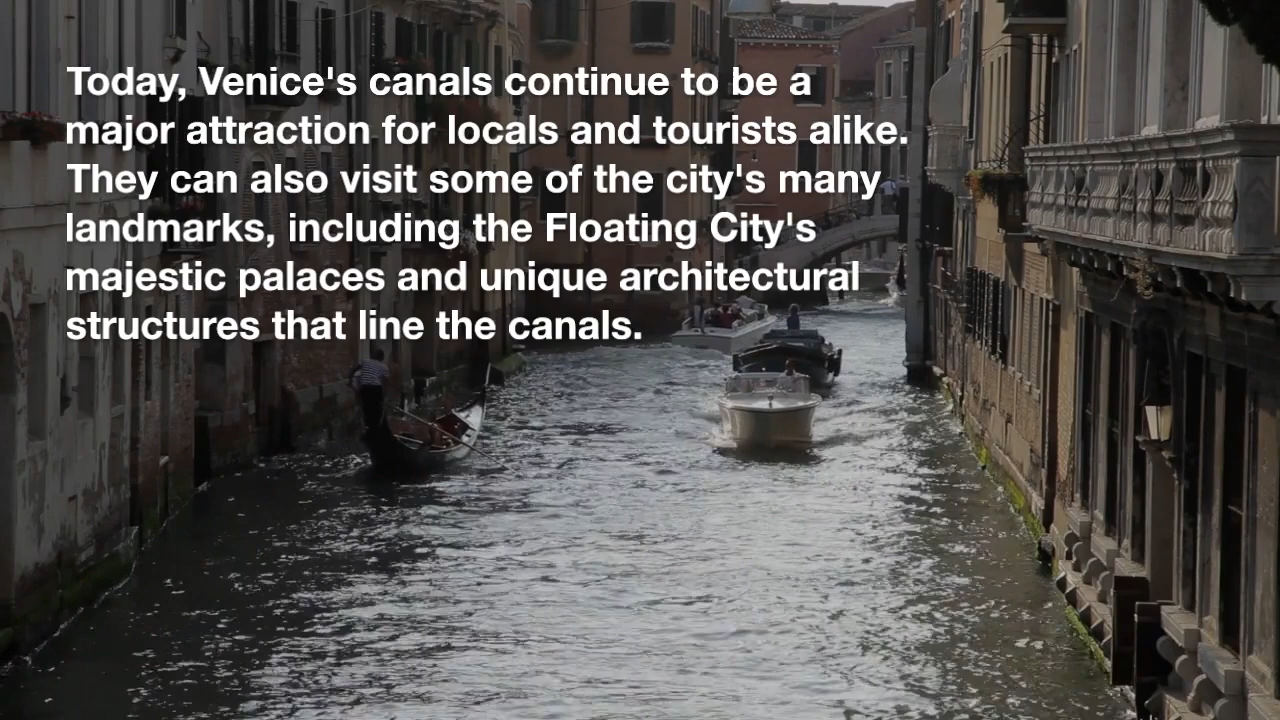 Today, Venice's canals continue to be a
major attraction for locals and tourists alike.
They can also visit some of the city's many
landmarks, including the Floating City's
majestic palaces and unique architectural
structures that line the canals.